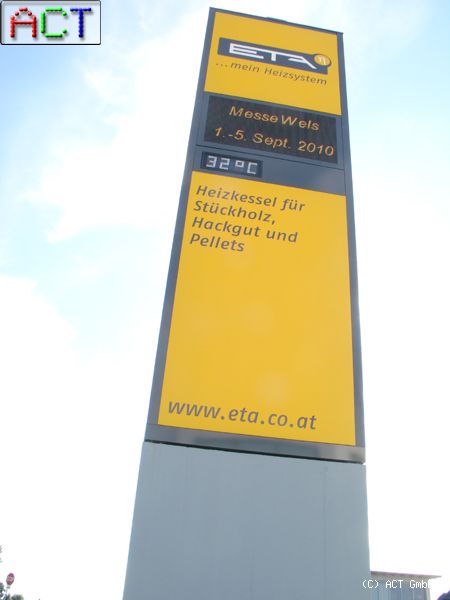 ACT
ETA η
...mein Heizsystem
Messe Wels
1.-5. Sept. 2010
32°C
Heizkessel für
Stückholz,
Hackgut und
Pellets
www.eta.co.at
(C) ACT GmbH